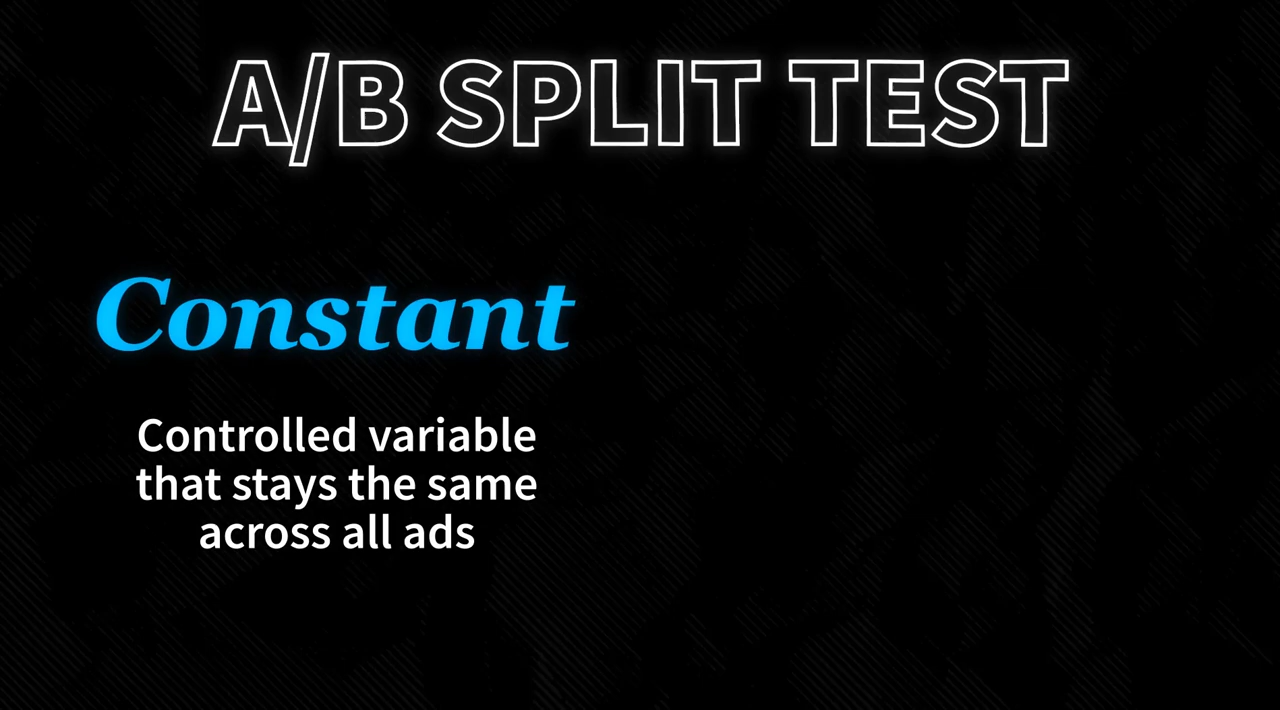 A/B SPLIT TEST
Constant
Controlled variable
that stays the same
across all ads